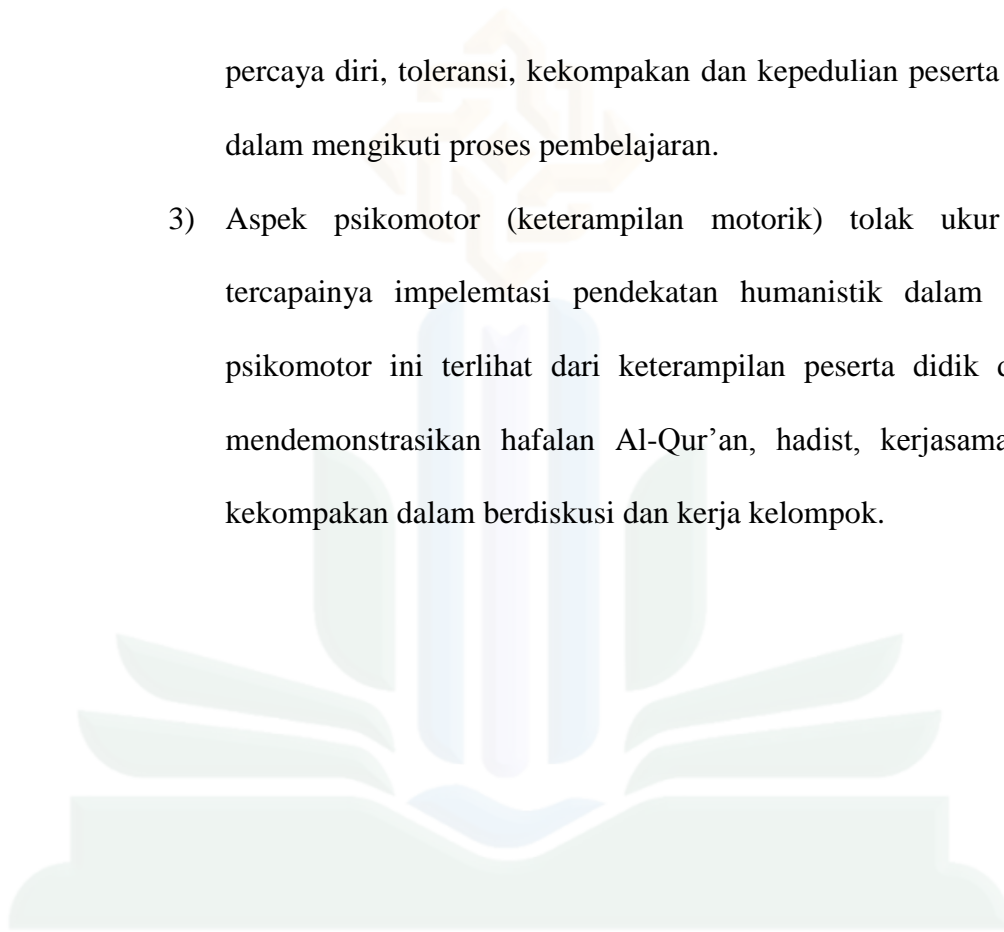 percaya diri, toleransi, kekompakan dan kepedulian peserta
dalam mengikuti proses pembelajaran.
3) Aspek psikomotor (keterampilan motorik) tolak ukur
tercapainya impelemtasi pendekatan humanistik dalam
psikomotor ini terlihat dari keterampilan peserta didik
mendemonstrasikan hafalan Al-Qur’an, hadist, kerjasama
kekompakan dalam berdiskusi dan kerja kelompok.